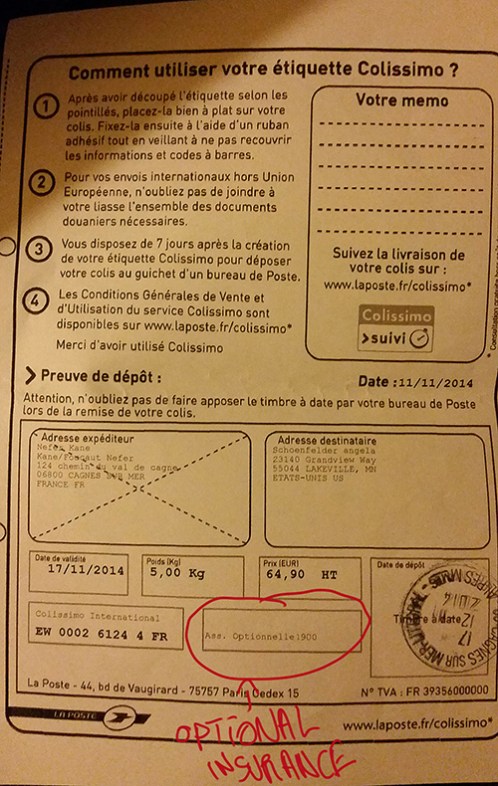 Comment utiliser votre étiquette Colissimo ?
1
Après avoir découpé l'étiquette selon les
pointillés, placez-la bien à plat sur votre
colis. Fixez-la ensuite à l'aide d'un ruban
adhésif tout en veillant à ne pas recouvrir
les informations et codes à barres.
2
Pour vos envois internationaux hors Union
Européenne, n'oubliez pas de joindre à
votre liasse l'ensemble des documents
douaniers nécessaires.
3
Vous disposez de 7 jours après la création
de votre étiquette Colissimo pour déposer
votre colis au guichet d'un bureau de Poste.
4
Les Conditions Générales de Vente et
d'Utilisation du service Colissimo sont
disponibles sur www.laposte.fr/colissimo*
Merci d'avoir utilisé Colissimo
Votre memo
Suivez la livraison de
votre colis sur :
www.laposte.fr/colissimo*
Colissimo
>suivi
Preuve de dépôt :
Date :11/11/2014
Attention, n'oubliez pas de faire apposer le timbre à date par votre bureau de Poste
lors de la remise de votre colis.
Adresse expéditeur
Nefez Kane
Kane/Foucaut Nefez
124 chemin du val de cagne
06800 CAGNES SUR MER
FRANCE FR
Adresse destinataire
Schoenfelder angela
23140 Grandview Way
55044 LAKEVILLE, MN
ETATS-UNIS US
Date de validité
17/11/2014
Poids (Kg)
5,00 Kg
Prix (EUR)
64,90 HT
Date de dépôt
Timbre à date
Colissimo International
EW 0002 6124 4 FR
Ass. Optionnelle1900
La Poste - 44, bd de Vaugirard - 75757 Paris Cedex 15
N° TVA : FR 39356000000
LA POSTE
www.laposte.fr/colissimo*
OPTIONAL
INSURANCE